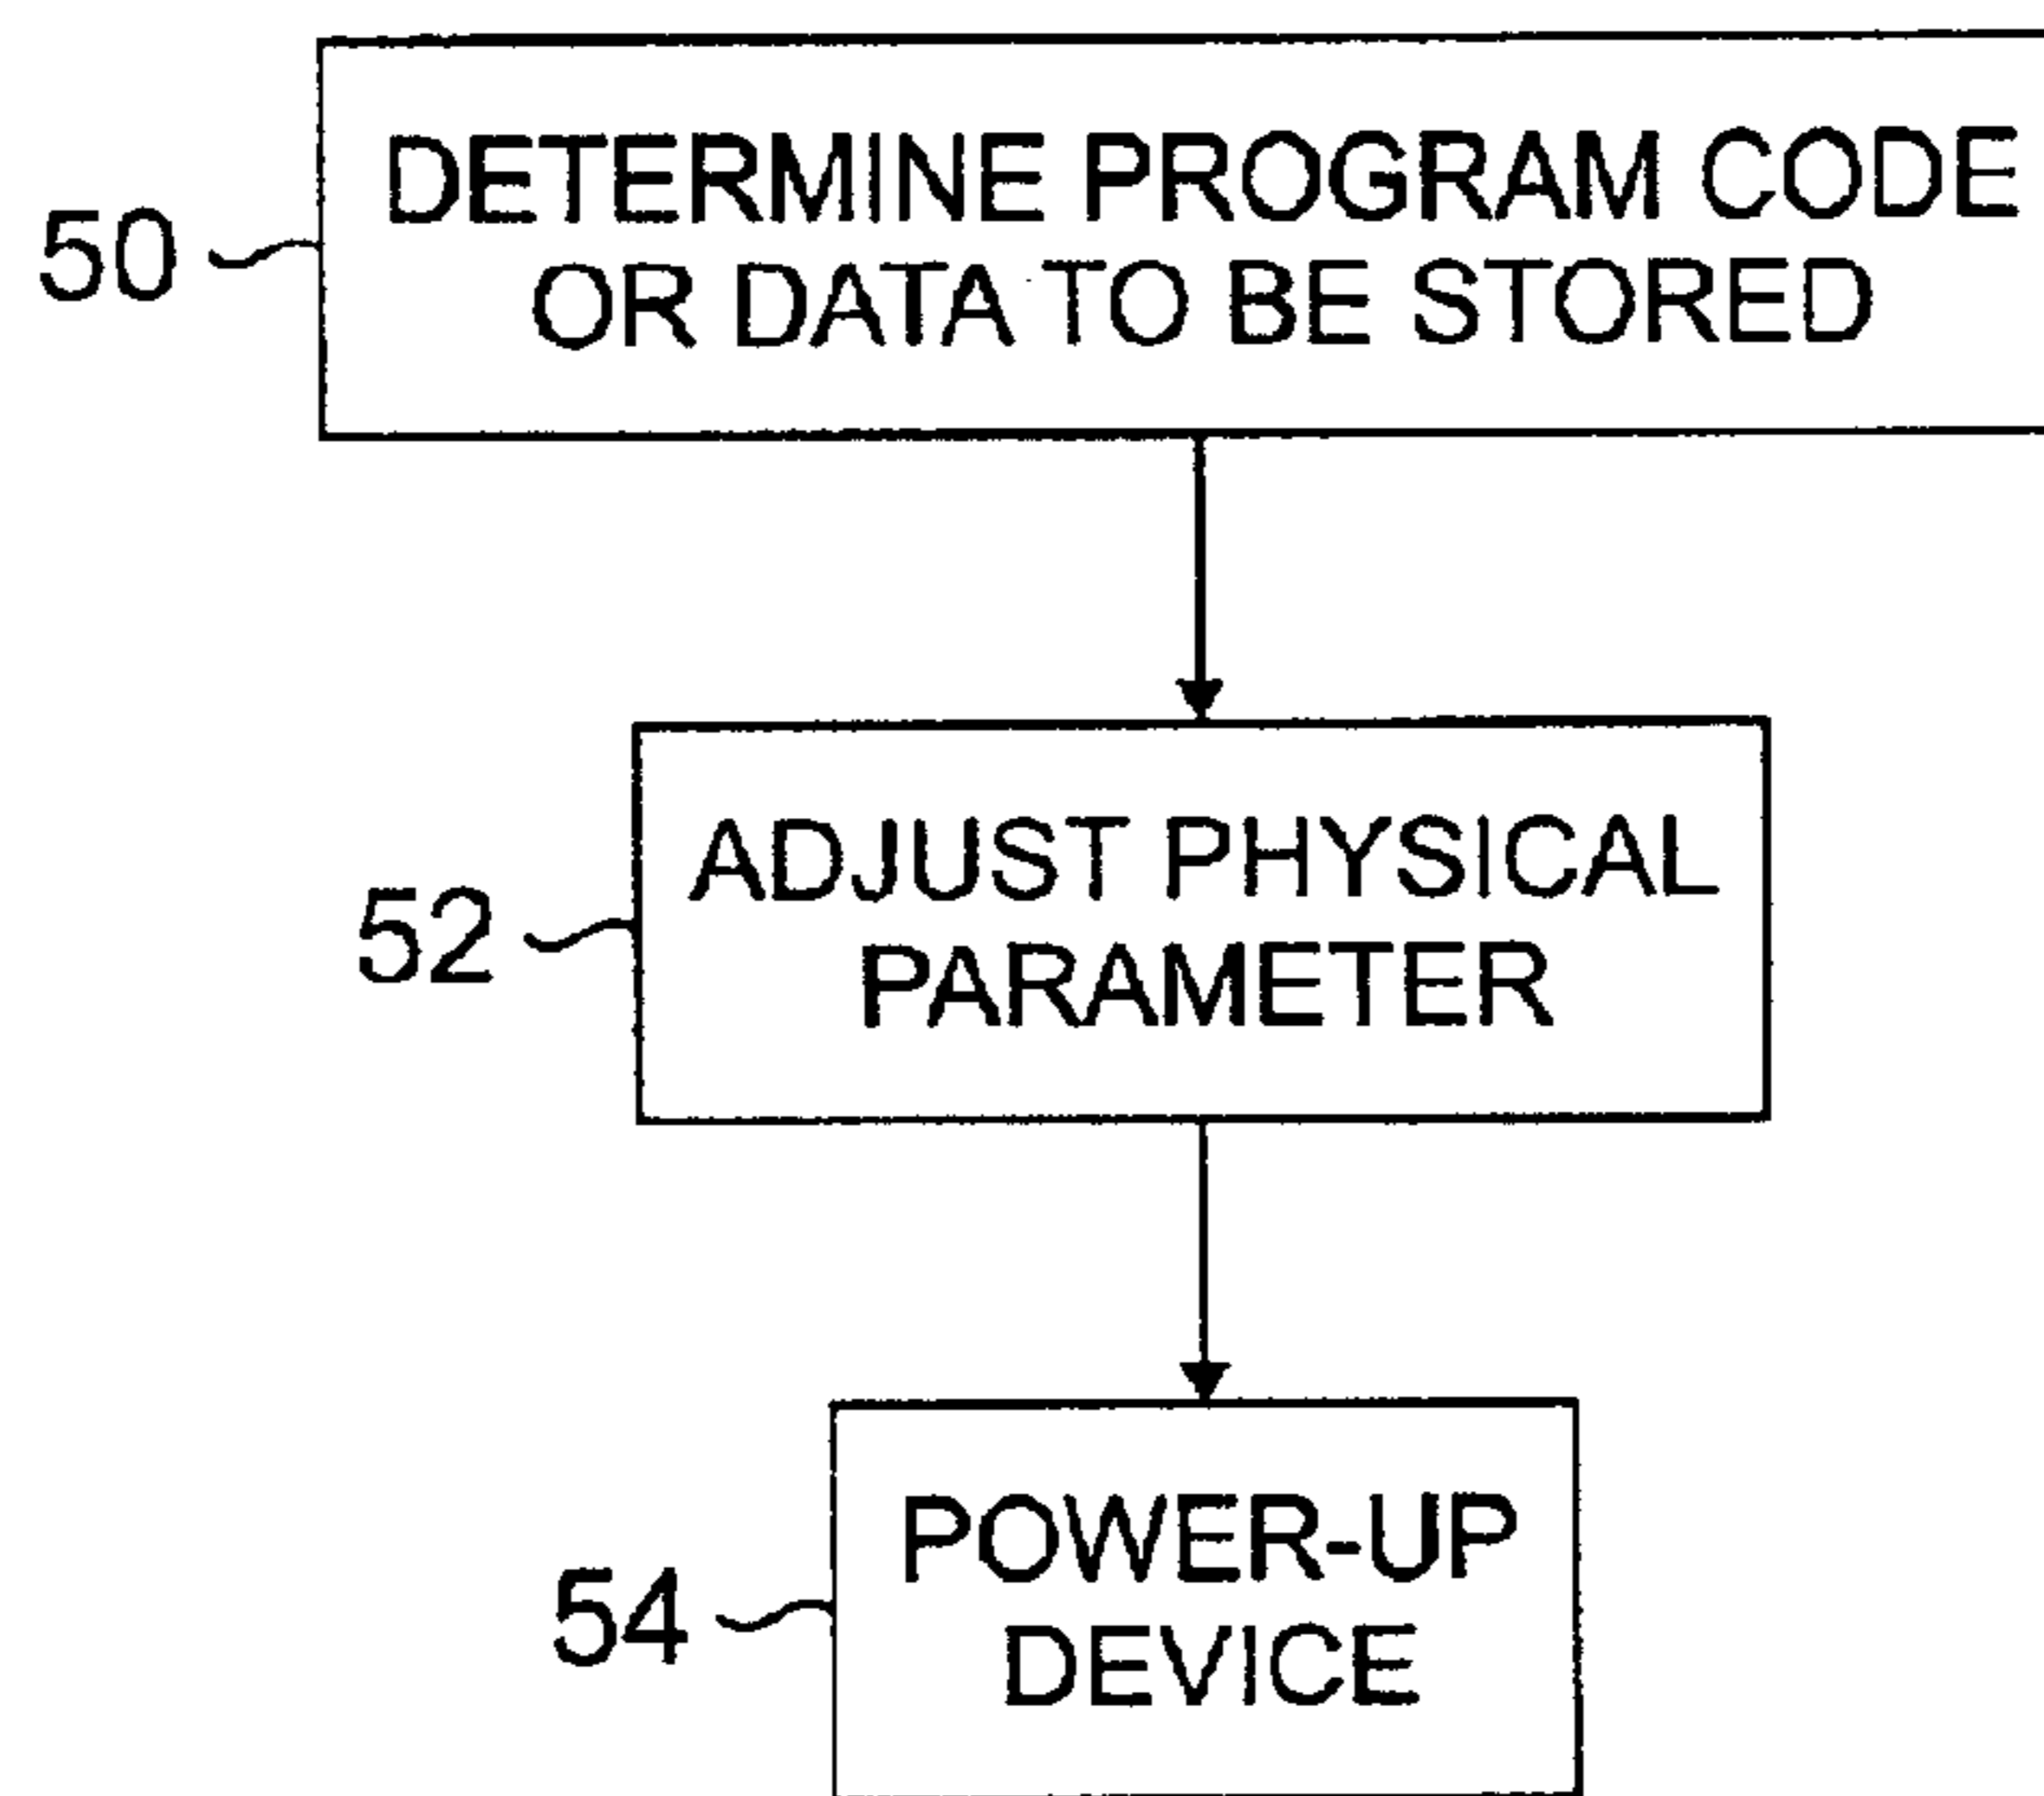 50
DETERMINE PROGRAM CODE
OR DATA TO BE STORED
52
ADJUST PHYSICAL
PARAMETER
54
POWER-UP
DEVICE